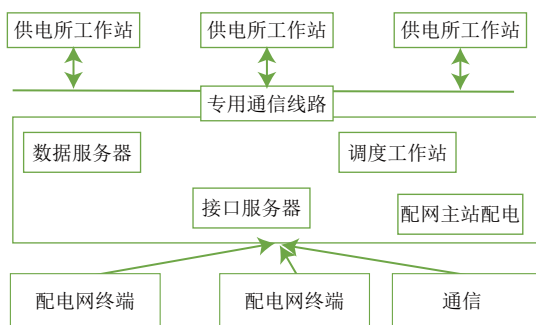 供电所工作站
供电所工作站
供电所工作站
专用通信线路
数据服务器
调度工作站
接口服务器
配网主站配电
配电网终端
配电网终端
通信